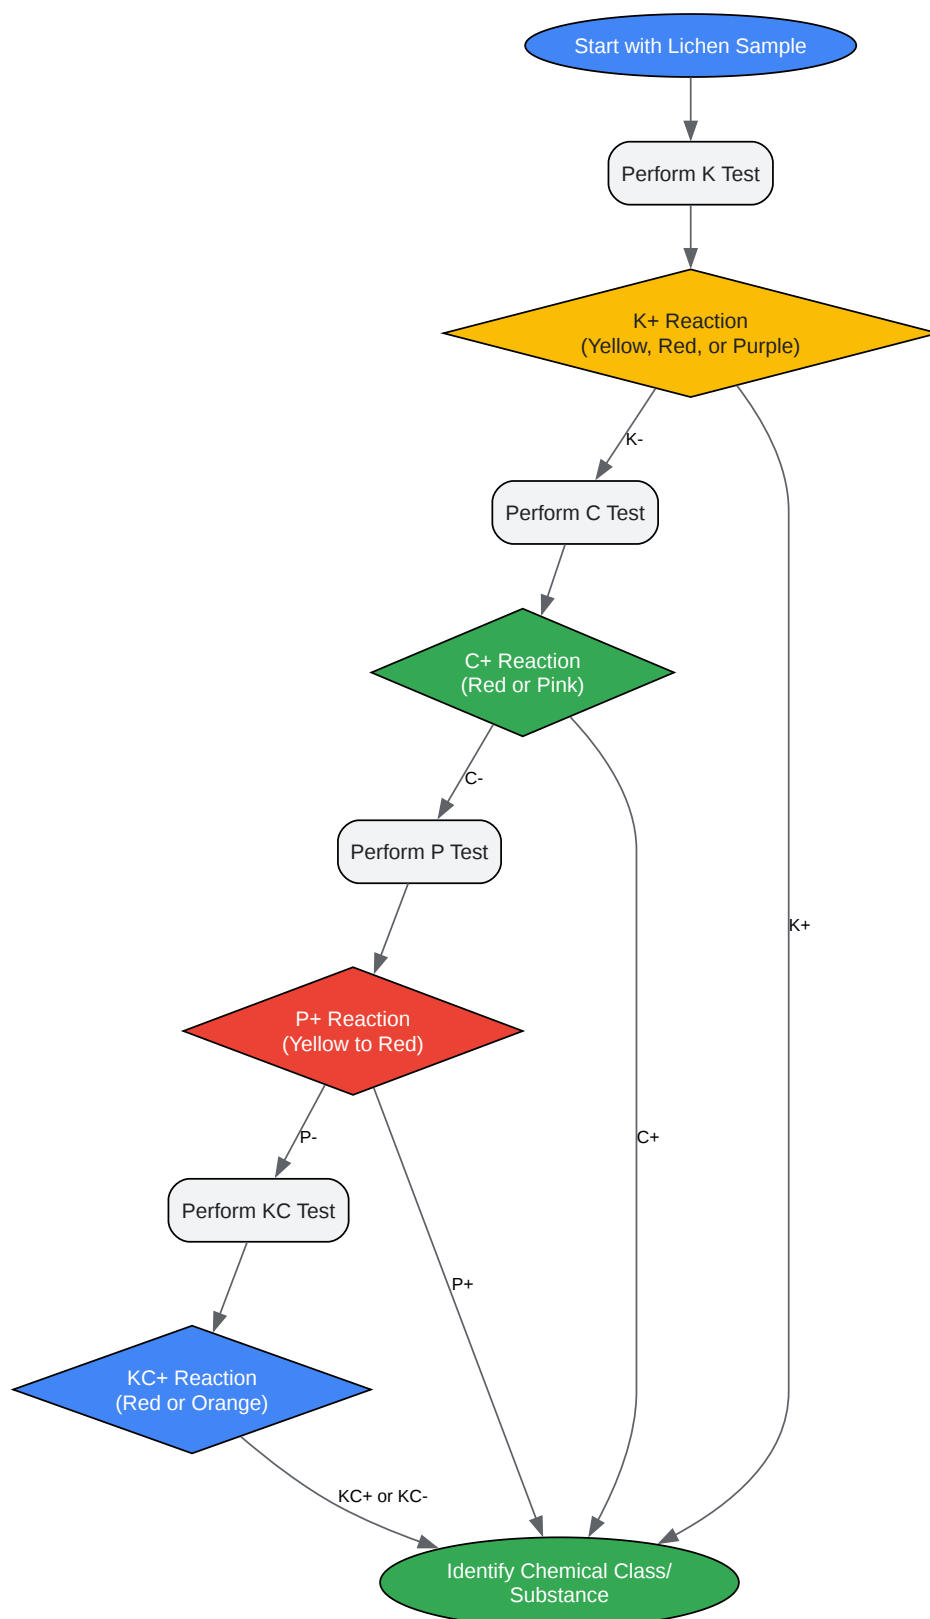 Start with Lichen Sample
Perform K Test
K+ Reaction
(Yellow, Red, or Purple)
K-
Perform C Test
C+ Reaction
(Red or Pink)
C-
Perform P Test
K+
P+ Reaction
(Yellow to Red)
P-
C+
Perform KC Test
P+
KC+ Reaction
(Red or Orange)
KC+ or KC-
Identify Chemical Class/
Substance